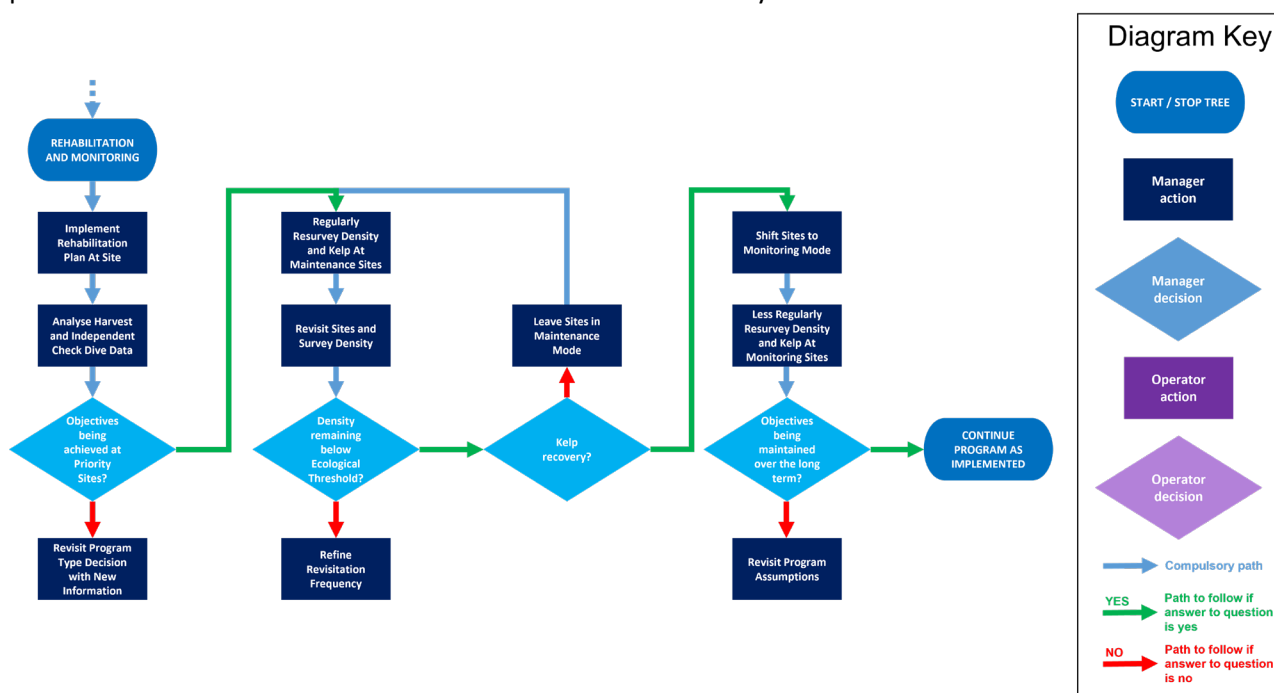 Diagram Key
START / STOP TREE
REHABILITATION
AND MONITORING
Implement
Rehabilitation
Plan At Site
Analyse Harvest
and Independent
Check Dive Data
Objectives
being
achieved at
Priority
Sites?
Revisit Program
Type Decision
with New
Information
Regularly
Resurvey Density
and Kelp At
Maintenance Sites
Revisit Sites and
Survey Density
Density
remaining
below
Ecological
Threshold?
Refine
Revisitation
Frequency
Leave Sites in
Maintenance
Mode
Kelp
recovery?
Shift Sites to
Monitoring Mode
Less Regularly
Resurvey Density
and Kelp At
Monitoring Sites
Objectives
being
maintained
over the long
term?
Revisit Program
Assumptions
CONTINUE
PROGRAM AS
IMPLEMENTED
Manager
action
Manager
decision
Operator
action
Operator
decision
Compulsory path
YES
Path to follow if
answer to question
is yes
NO
Path to follow if
answer to question
is no